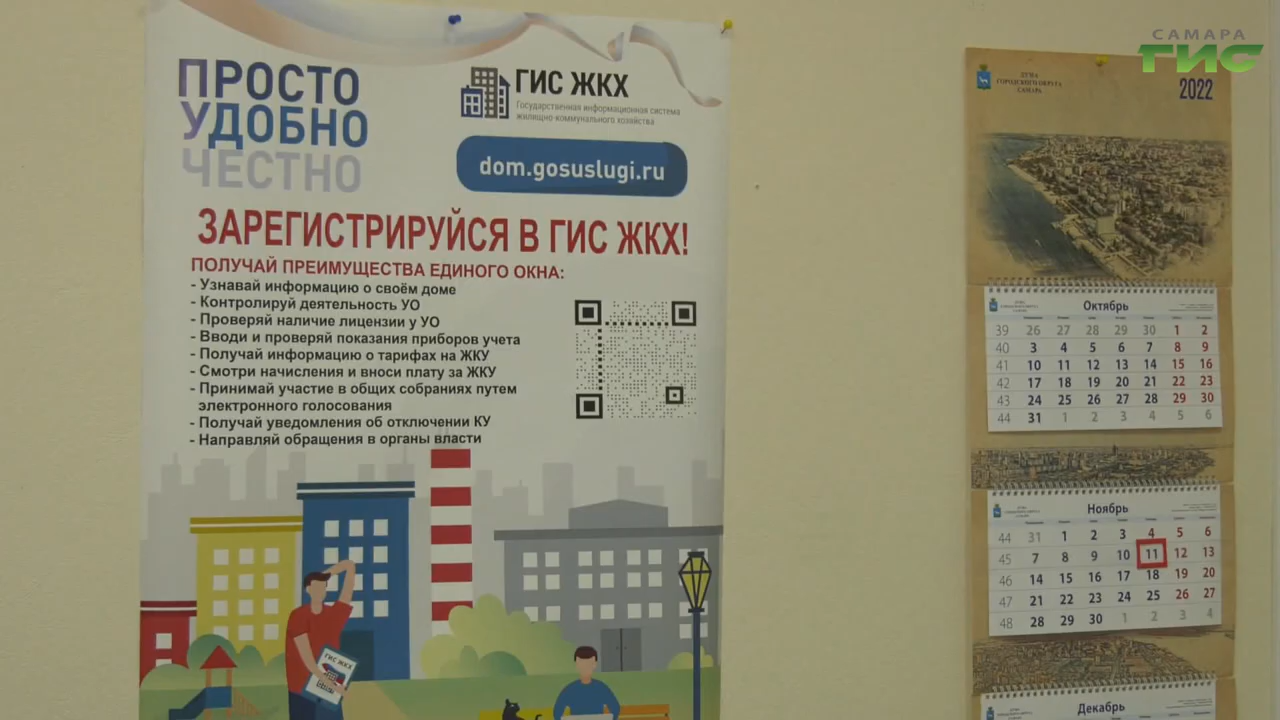 ПРОСТО
УДОБНО
ЧЕСТНО
ГИС ЖКХ
Государственная информационная система
жилищно-коммунального хозяйства
dom.gosuslugi.ru
ЗАРЕГИСТРИРУЙСЯ В ГИС ЖКХ!
ПОЛУЧАЙ ПРЕИМУЩЕСТВА ЕДИНОГО ОКНА:
- Узнавай информацию о своём доме
- Контролируй деятельность УО
- Проверяй наличие лицензии у УО
- Вводи и проверяй показания приборов учета
- Получай информацию о тарифах на ЖКУ
- Смотри начисления и вноси плату за ЖКУ
- Принимай участие в общих собраниях путем
электронного голосования
- Получай уведомления об отключении КУ
- Направляй обращения в органы власти
ГИС ЖКХ
САМАРА
ГИС
ДУМА
ГОРОДСКОГО ОКРУГА
САМАРА
2022
Октябрь
39 26 27 28 29 30 1 2
40 3 4 5 6 7 8 9
41 10 11 12 13 14 15 16
42 17 18 19 20 21 22 23
43 24 25 26 27 28 29 30
44 31 1 2 3 4 5 6
Ноябрь
44 31 1 2 3 4 5 6
45 7 8 9 10 11 12 13
46 14 15 16 17 18 19 20
47 21 22 23 24 25 26 27
48 28 29 30 1 2 3 4
Декабрь